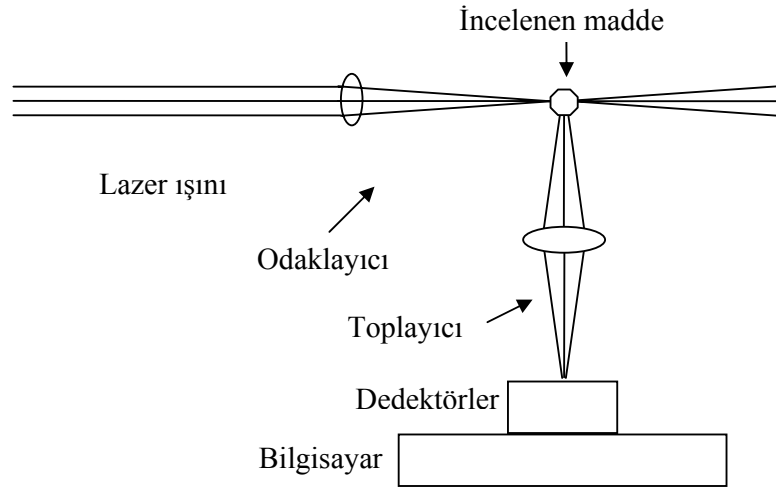 İncelenen madde
Lazer ışını
Odaklayıcı
Toplayıcı
Dedektörler
Bilgisayar